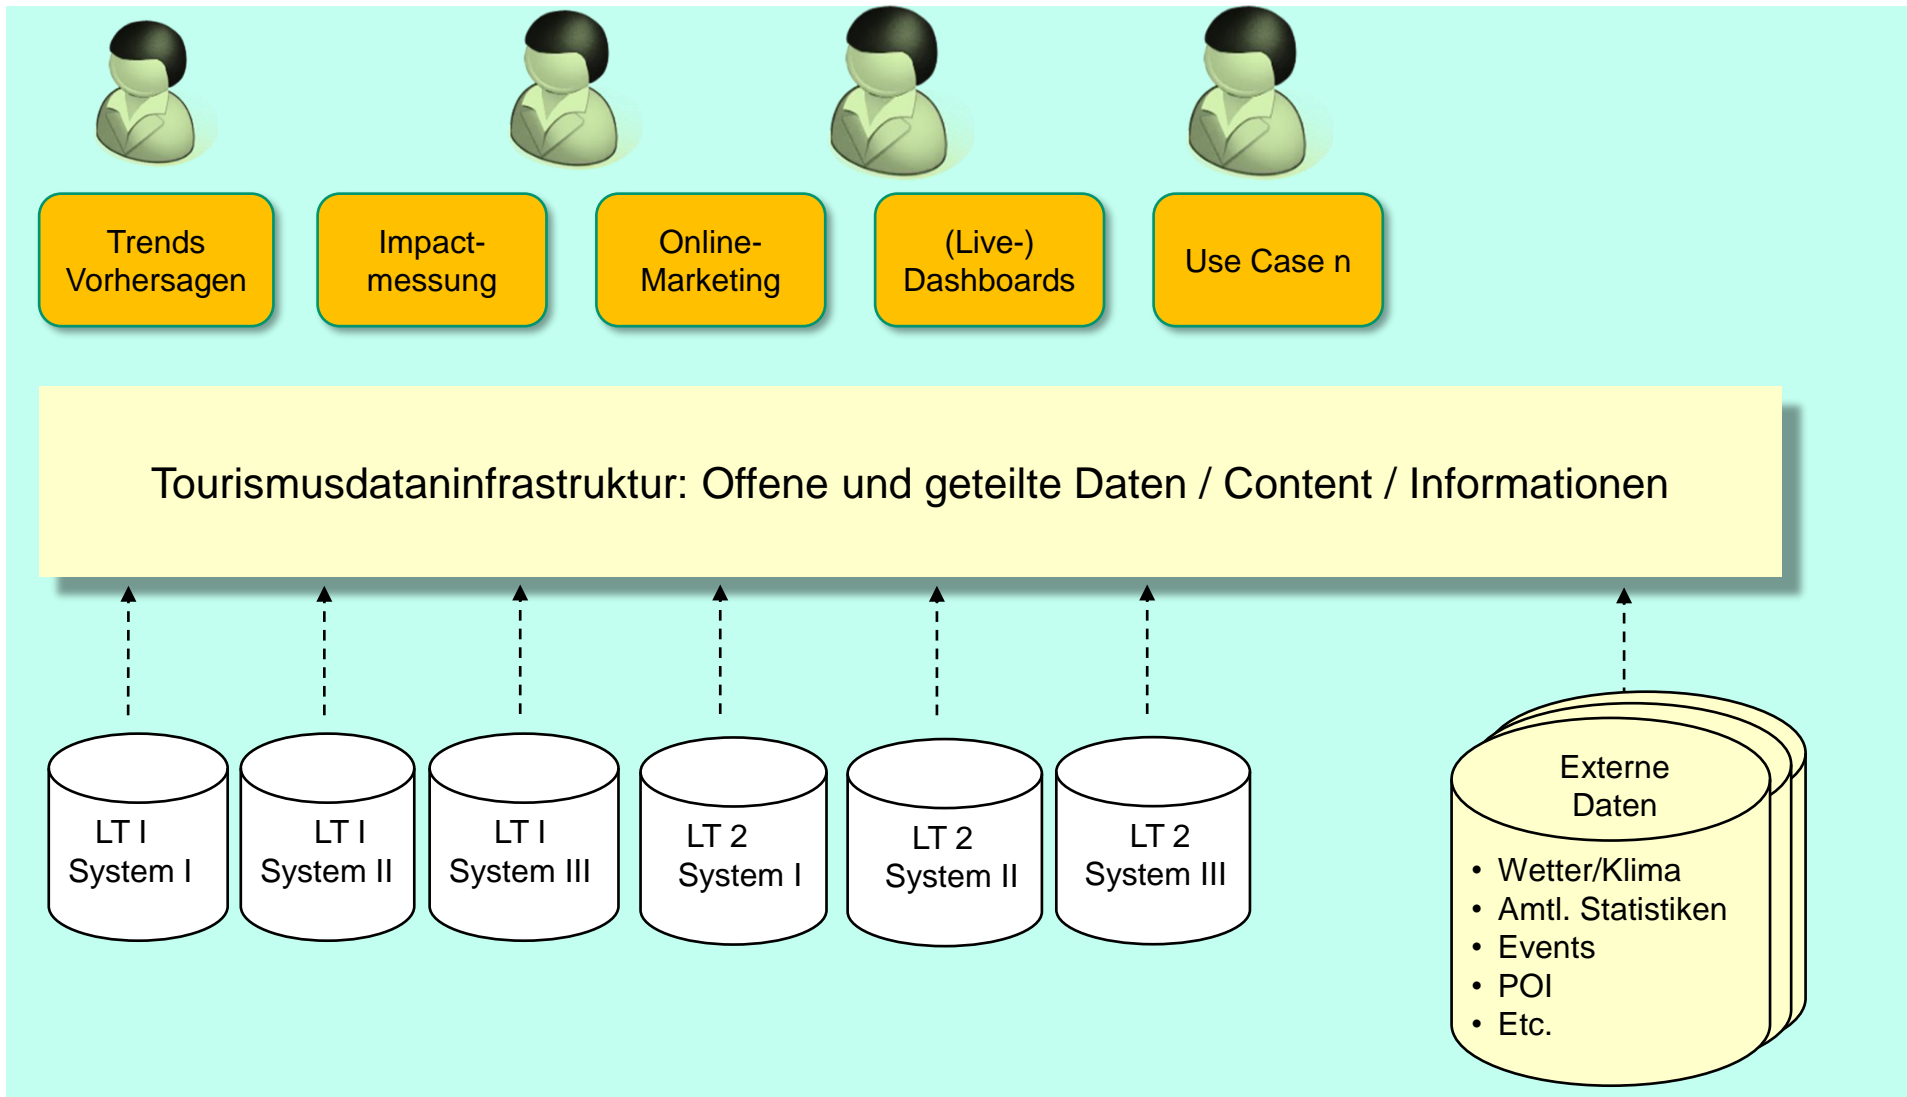 Trends
Vorhersagen
Impact-
messung
Online-
Marketing
(Live-)
Dashboards
Use Case n
Tourismusdataninfrastruktur: Offene und geteilte Daten / Content / Informationen
LT I
System I
LT I
System II
LT I
System III
LT 2
System I
LT 2
System II
LT 2
System III
Externe
Daten
• Wetter/Klima
• Amtl. Statistiken
• Events
• POI
• Etc.